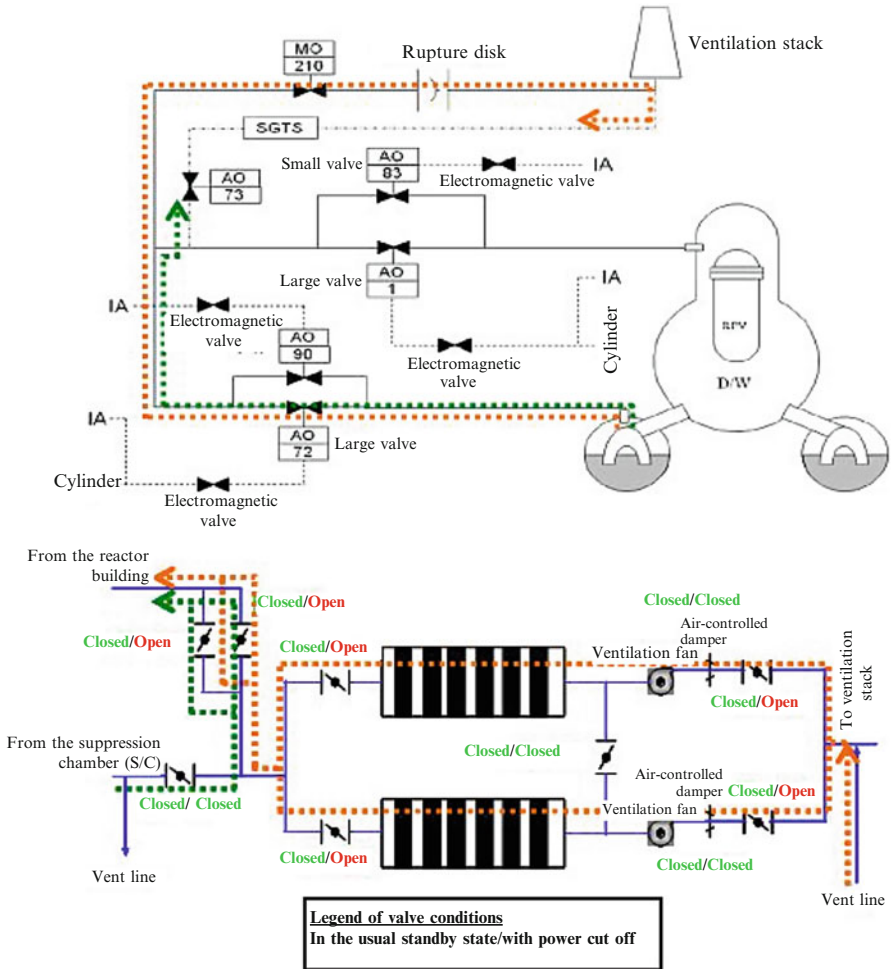 MO
210
Rupture disk
Ventilation stack
SGTS
Small valve
AO
83
IA
Electromagnetic valve
AO
73
Large valve
AO
1
IA
Cylinder
Electromagnetic
valve
IA
Electromagnetic
valve
AO
90
RPV
D/W
IA
AO
72
Large valve
Cylinder
Electromagnetic
valve
From the reactor
building
Closed/Open
Closed/Open
Closed/Open
Closed/Closed
Air-controlled
damper
Ventilation fan
Closed/Open
To ventilation
stack
From the suppression
chamber (S/C)
Closed/ Closed
Closed/Closed
Air-controlled
damper
Closed/Open
Ventilation fan
Closed/Open
Closed/Closed
Vent line
Vent line
Legend of valve conditions
In the usual standby state/with power cut off